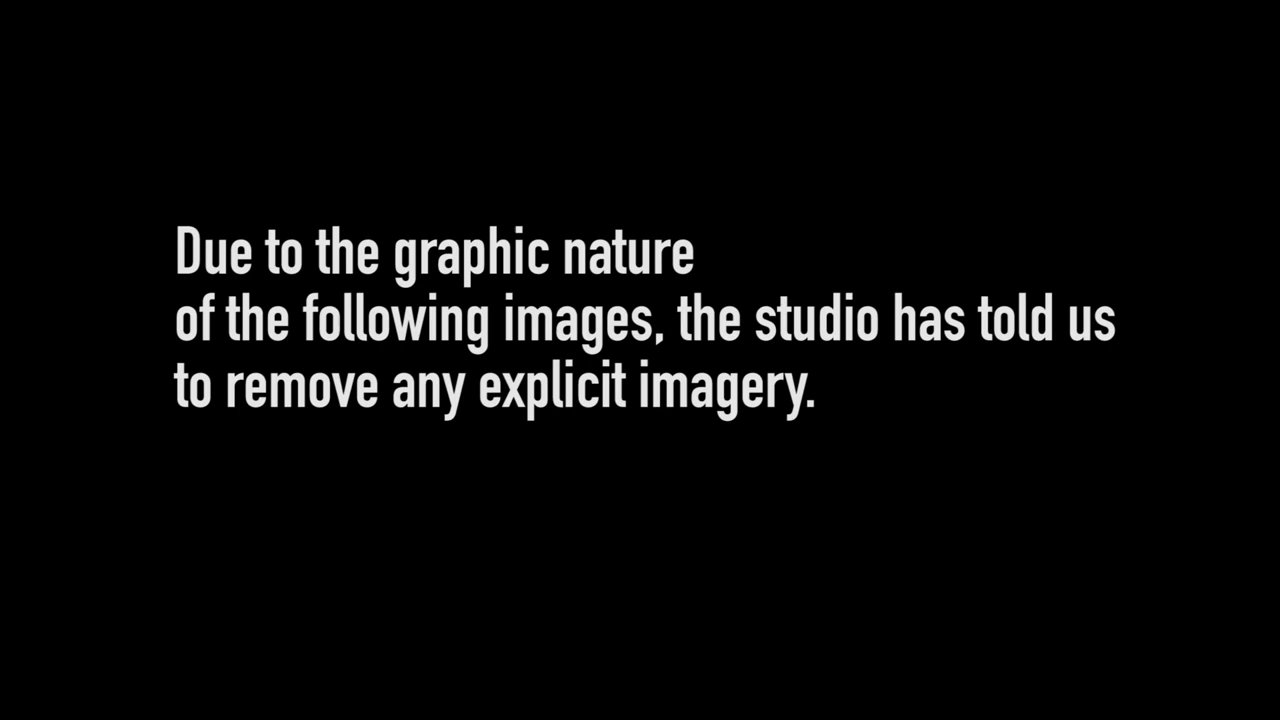 Due to the graphic nature
of the following images, the studio has told us
to remove any explicit imagery.